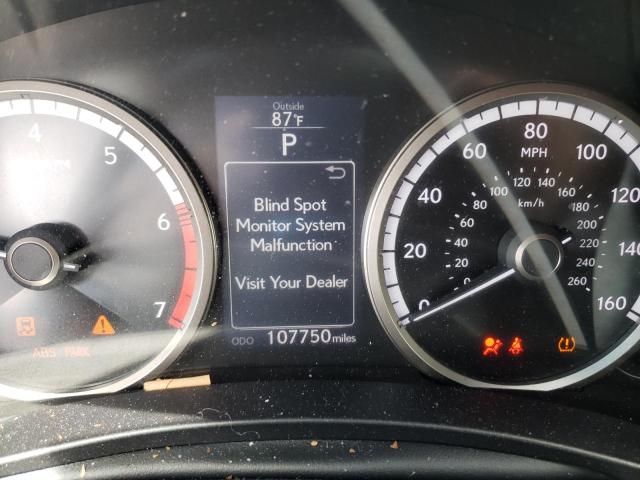 Outside
87°F
P
Blind Spot
Monitor System
Malfunction
Visit Your Dealer
ODO 107750 miles
4
5
6
7
ABS PARK
0
20
40
60
80
100
120
140
160
MPH
0
20
40
60
80
100
120
140
160
180
200
220
240
260
km/h